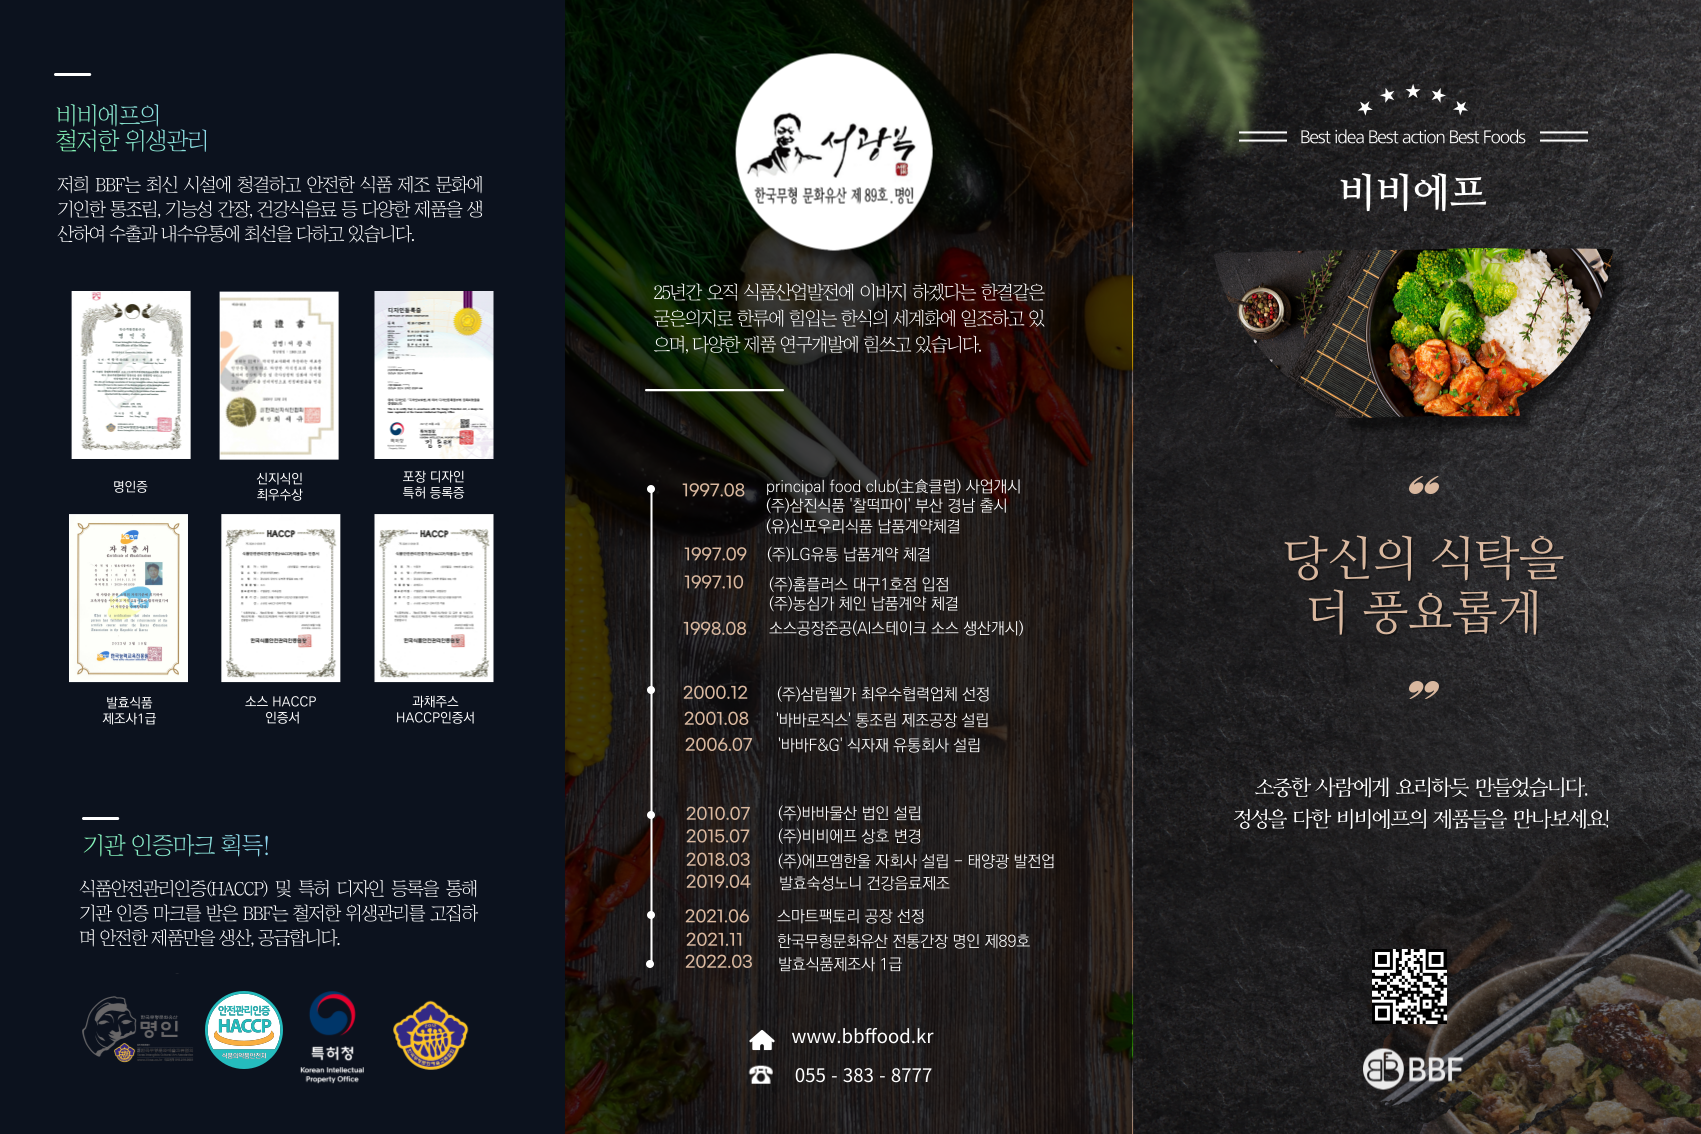 비비에프의
철저한 위생관리
저희 BBF는 최신 시설에 청결하고 안전한 식품 제조 문화에
기인한 통조림, 기능성 간장, 건강식음료 등 다양한 제품을 생
산하여 수출과 내수유통에 최선을 다하고 있습니다.
명인증
신지식인
최우수상
포장 디자인
특허 등록증
認證書
디자인등록증
자격증서
HACCP
HACCP
발효식품
제조사1급
소스 HACCP
인증서
과채주스
HACCP인증서
기관 인증마크 획득!
식품안전관리인증(HACCP) 및 특허 디자인 등록을 통해
기관 인증 마크를 받은 BBF는 철저한 위생관리를 고집하
며 안전한 제품만을 생산, 공급합니다.
명인
안전관리인증
HACCP
특허청
Korean Intellectual
Property Office
서광복
한국무형 문화유산 제 89호. 명인
25년간 오직 식품산업발전에 이바지 하겠다는 한결같은
굳은의지로 한류에 힘입는 한식의 세계화에 일조하고 있
으며, 다양한 제품 연구개발에 힘쓰고 있습니다.
1997.08 principal food club(主食클럽) 사업개시
(주)삼진식품 '찰떡파이' 부산 경남 출시
(유)신포우리식품 납품계약체결
1997.09 (주)LG유통 납품계약 체결
1997.10 (주)홈플러스 대구1호점 입점
(주)농심가 체인 납품계약 체결
1998.08 소스공장준공(AI스테이크 소스 생산개시)
2000.12 (주)삼립웰가 최우수협력업체 선정
2001.08 '바바로직스' 통조림 제조공장 설립
2006.07 '바바F&G' 식자재 유통회사 설립
2010.07 (주)바바물산 법인 설립
2015.07 (주)비비에프 상호 변경
2018.03 (주)에프엠한울 자회사 설립 – 태양광 발전업
2019.04 발효숙성노니 건강음료제조
2021.06 스마트팩토리 공장 선정
2021.11 한국무형문화유산 전통간장 명인 제89호
2022.03 발효식품제조사 1급
www.bbffood.kr
055 - 383 - 8777
Best idea Best action Best Foods
비비에프
“
당신의 식탁을
더 풍요롭게
”
소중한 사람에게 요리하듯 만들었습니다.
정성을 다한 비비에프의 제품들을 만나보세요!
BBF